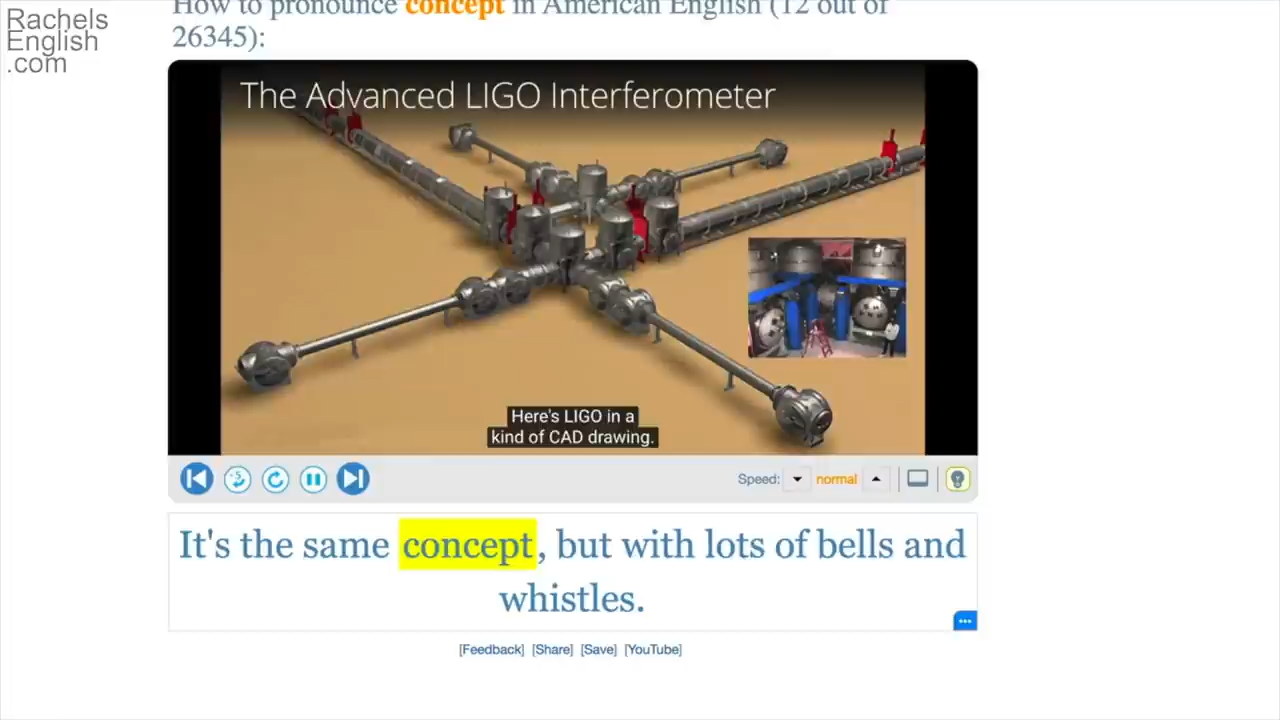 Rachels
English
.com
How to pronounce concept in American English (12 out of
26345):
The Advanced LIGO Interferometer
Here's LIGO in a
kind of CAD drawing.
5
Speed: normal
It's the same concept, but with lots of bells and
whistles.
[Feedback] [Share] [Save] [YouTube]